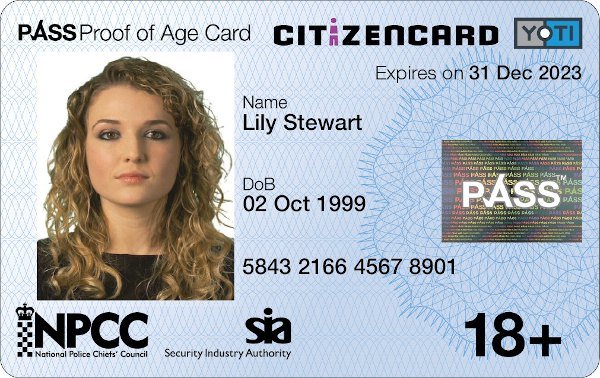 PASS Proof of Age Card
CITIZENCARD
YOTI
Expires on 31 Dec 2023
Name
Lily Stewart
DoB
02 Oct 1999
PASS™
5843 2166 4567 8901
NPCC
National Police Chiefs' Council
sia
Security Industry Authority
18+